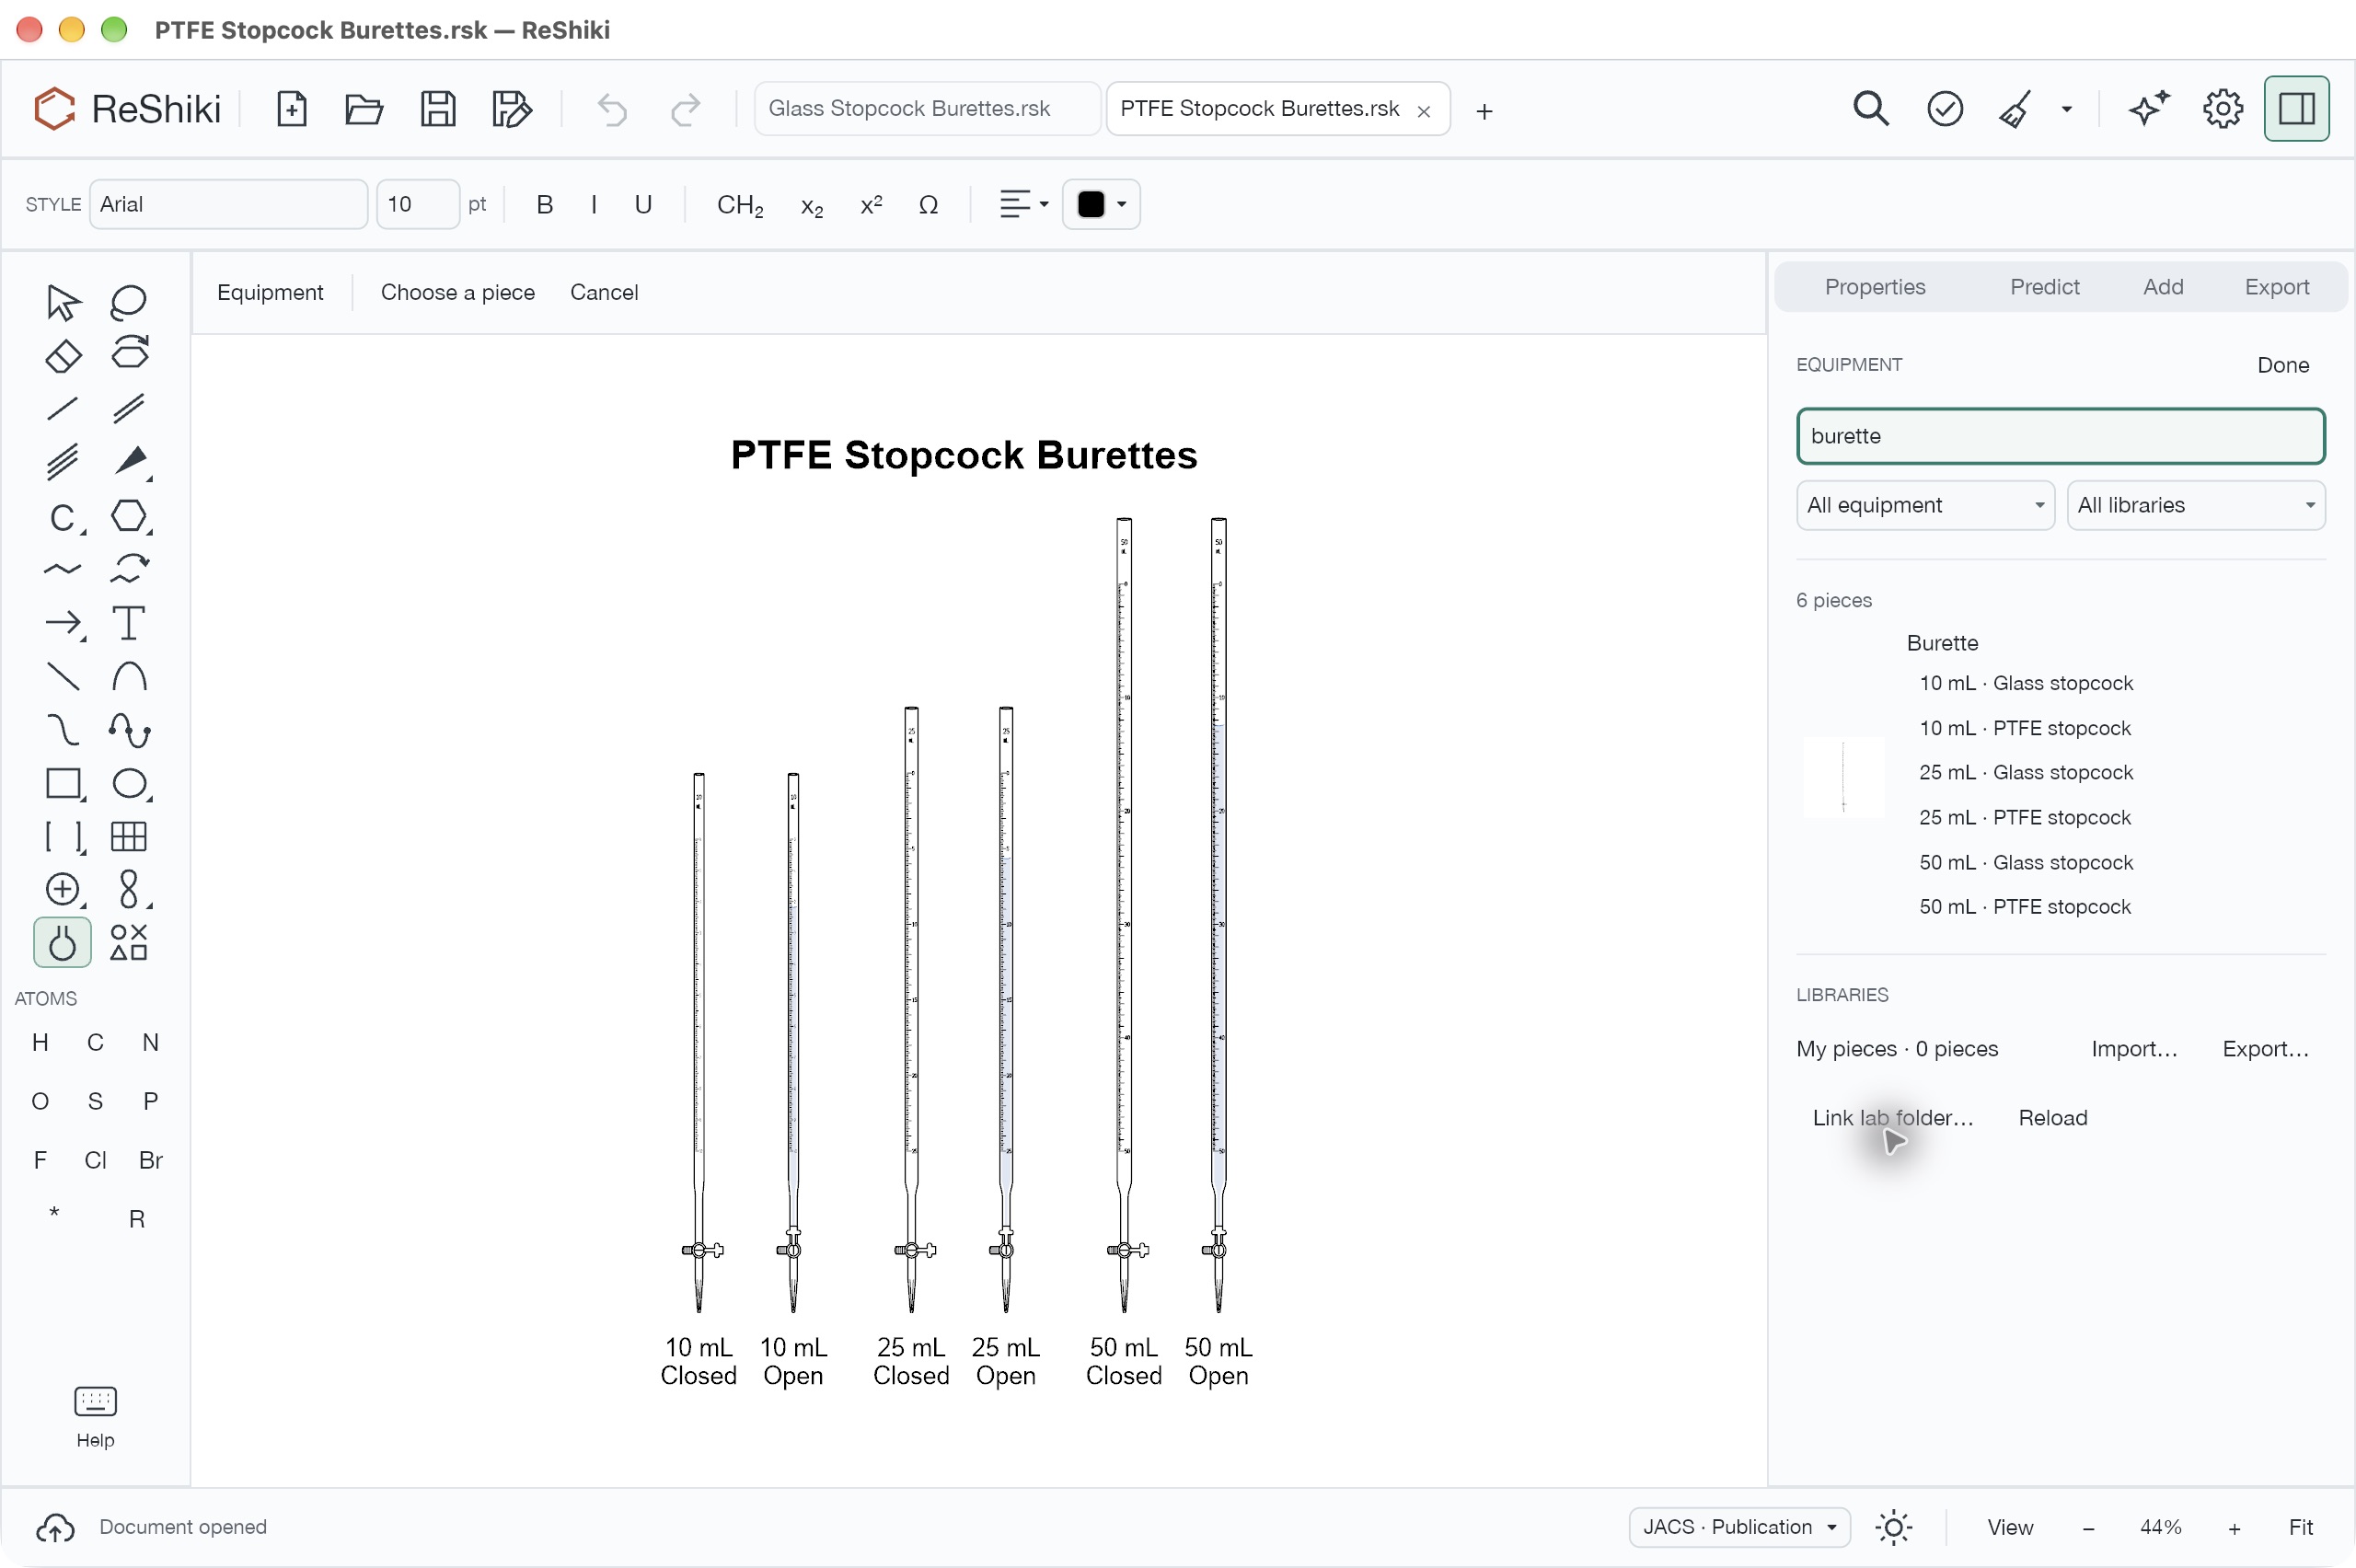 PTFE Stopcock Burettes.rsk — ReShiki
ReShiki
Glass Stopcock Burettes.rsk
PTFE Stopcock Burettes.rsk ×
+
STYLE Arial 10 pt B I U CH₂ x₂ x² Ω
Equipment Choose a piece Cancel
Properties Predict Add Export
EQUIPMENT Done
burette
All equipment All libraries
6 pieces
Burette
10 mL · Glass stopcock
10 mL · PTFE stopcock
25 mL · Glass stopcock
25 mL · PTFE stopcock
50 mL · Glass stopcock
50 mL · PTFE stopcock
LIBRARIES
My pieces · 0 pieces Import... Export...
Link lab folder... Reload
C
T
ATOMS
H C N
O S P
F Cl Br
* R
Help
PTFE Stopcock Burettes
10 mL 10 mL 25 mL 25 mL 50 mL 50 mL
Closed Open Closed Open Closed Open
Document opened
JACS · Publication View − 44% + Fit